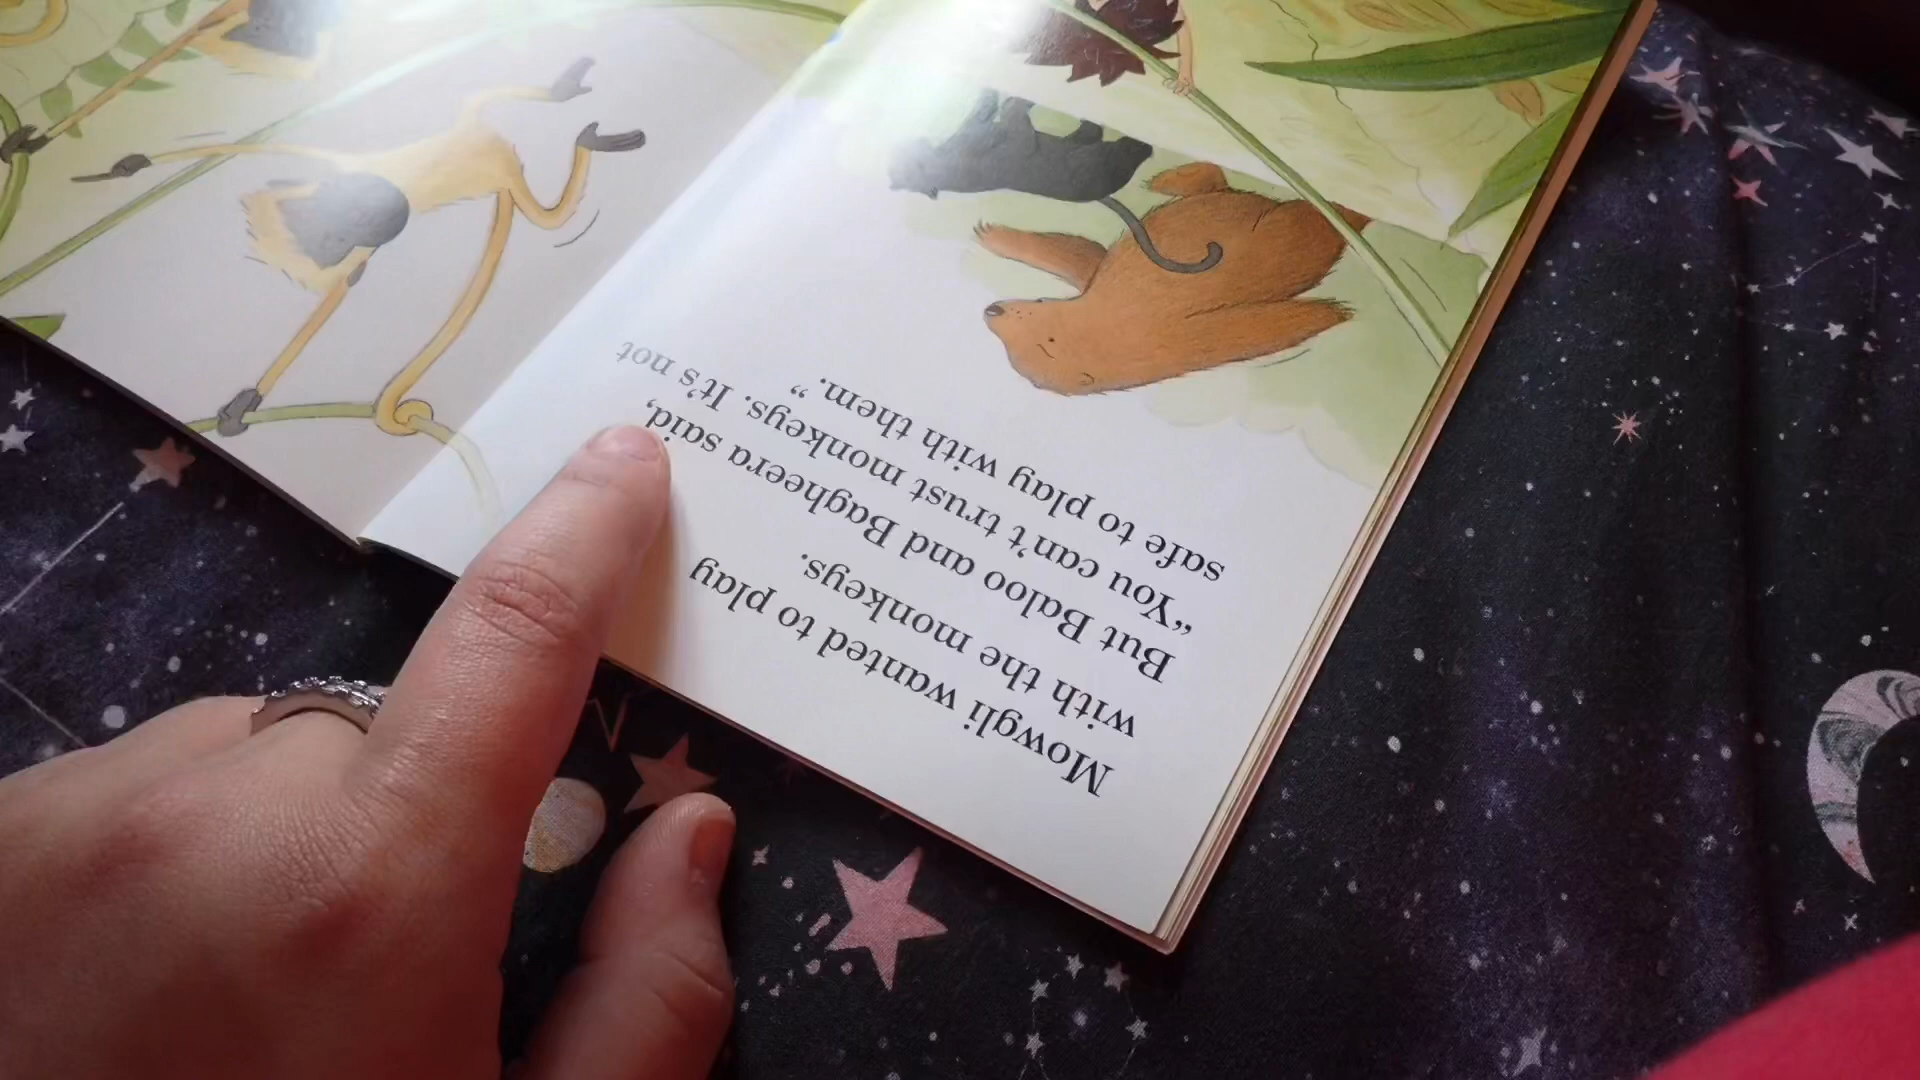 Mowgli wanted to play
with the monkeys.
But Baloo and Bagheera said,
“You can’t trust monkeys. It’s not
safe to play with them.”